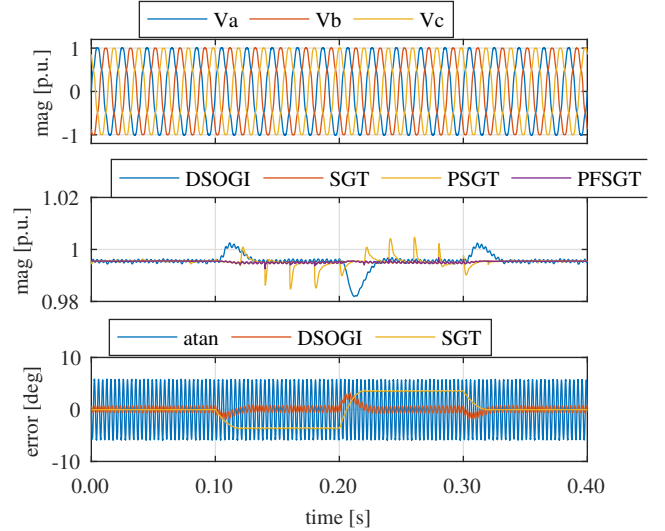 Va Vb Vc
1
0
-1
mag [p.u.]
DSOGI SGT PSGT PFSGT
1.02
1
0.98
mag [p.u.]
atan DSOGI SGT
10
0
-10
error [deg]
0.00 0.10 0.20 0.30 0.40
time [s]